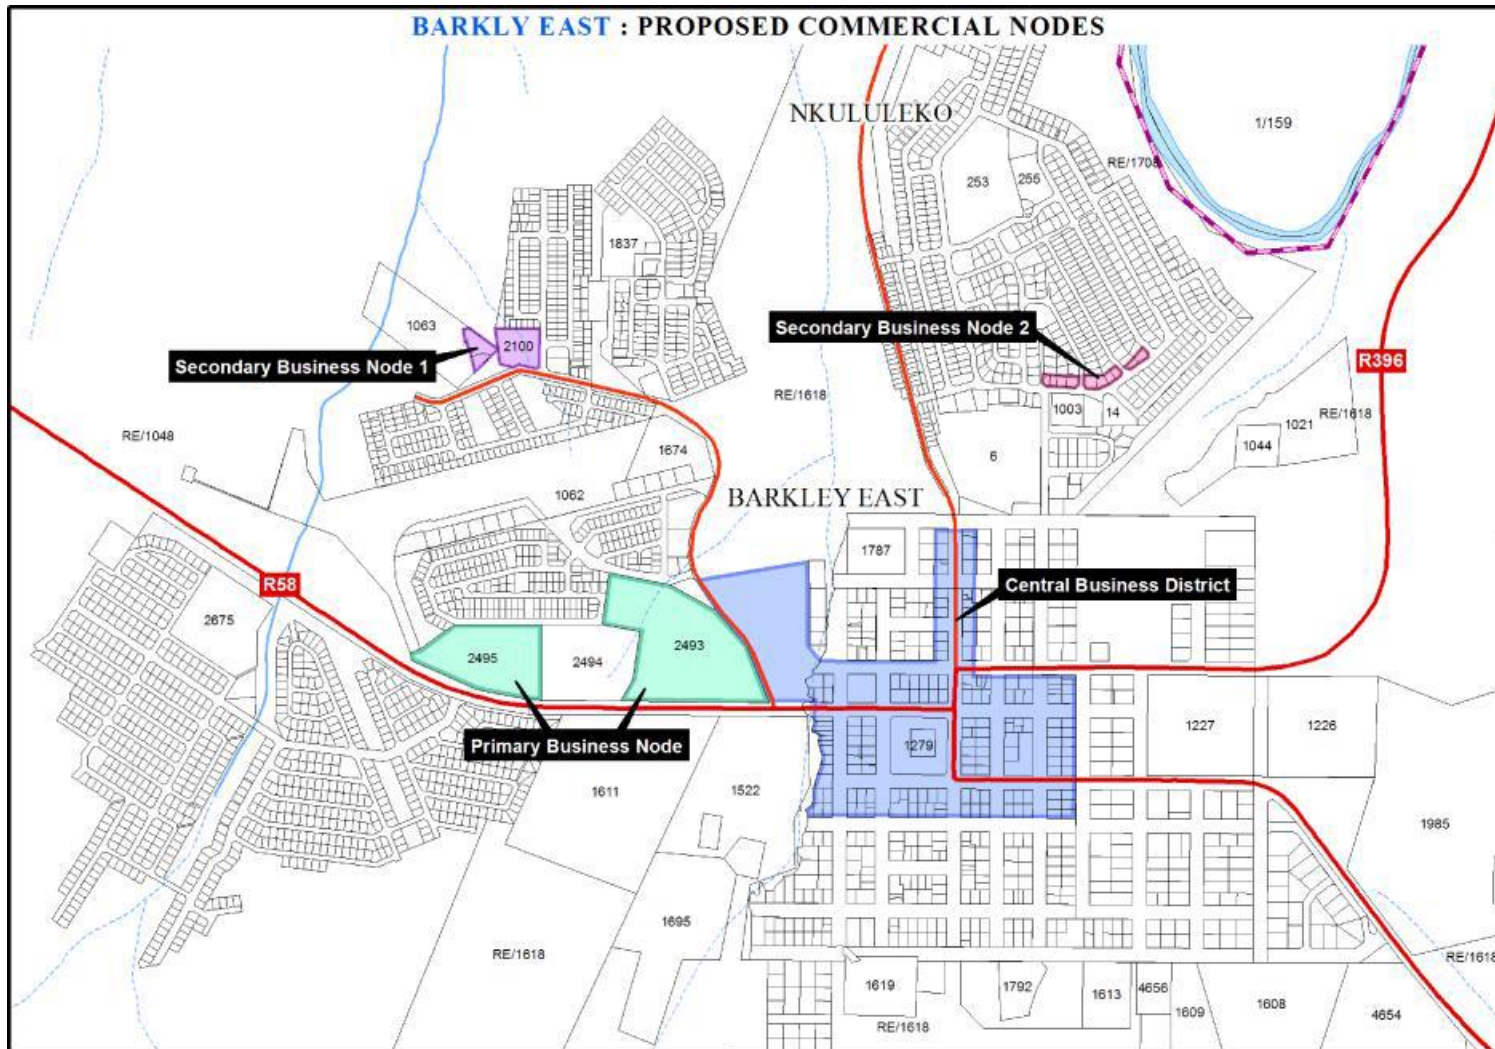 BARKLY EAST : PROPOSED COMMERCIAL NODES
NKULULEKO
1/159
RE/1708
253
255
1837
1063
2100
Secondary Business Node 1
Secondary Business Node 2
R396
RE/1618
1003
14
1021
RE/1618
1044
RE/1048
1674
6
1062
BARKLEY EAST
1787
R58
Central Business District
2675
2495
2494
2493
Primary Business Node
1279
1227
1226
1611
1522
1985
1695
RE/1618
RE/1618
1619
1792
1613
4656
1609
1608
4654
RE/1618